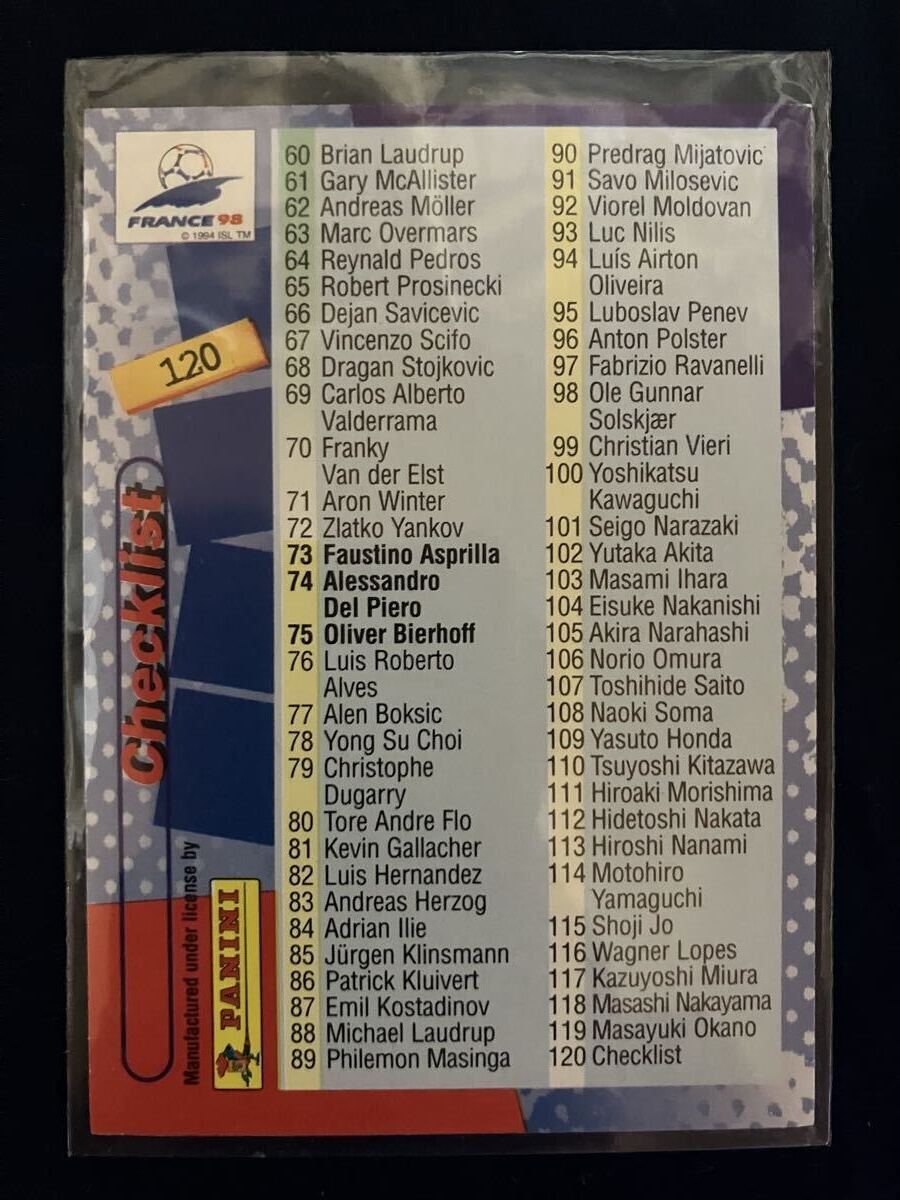 FRANCE 98
© 1994 ISL TM
120
Checklist
Manufactured under license by
PANINI
60 Brian Laudrup
61 Gary McAllister
62 Andreas Möller
63 Marc Overmars
64 Reynald Pedros
65 Robert Prosinecki
66 Dejan Savicevic
67 Vincenzo Scifo
68 Dragan Stojkovic
69 Carlos Alberto
Valderrama
70 Franky
Van der Elst
71 Aron Winter
72 Zlatko Yankov
73 Faustino Asprilla
74 Alessandro
Del Piero
75 Oliver Bierhoff
76 Luis Roberto
Alves
77 Alen Boksic
78 Yong Su Choi
79 Christophe
Dugarry
80 Tore Andre Flo
81 Kevin Gallacher
82 Luis Hernandez
83 Andreas Herzog
84 Adrian Ilie
85 Jürgen Klinsmann
86 Patrick Kluivert
87 Emil Kostadinov
88 Michael Laudrup
89 Philemon Masinga
90 Predrag Mijatovic
91 Savo Milosevic
92 Viorel Moldovan
93 Luc Nilis
94 Luís Airton
Oliveira
95 Luboslav Penev
96 Anton Polster
97 Fabrizio Ravanelli
98 Ole Gunnar
Solskjær
99 Christian Vieri
100 Yoshikatsu
Kawaguchi
101 Seigo Narazaki
102 Yutaka Akita
103 Masami Ihara
104 Eisuke Nakanishi
105 Akira Narahashi
106 Norio Omura
107 Toshihide Saito
108 Naoki Soma
109 Yasuto Honda
110 Tsuyoshi Kitazawa
111 Hiroaki Morishima
112 Hidetoshi Nakata
113 Hiroshi Nanami
114 Motohiro
Yamaguchi
115 Shoji Jo
116 Wagner Lopes
117 Kazuyoshi Miura
118 Masashi Nakayama
119 Masayuki Okano
120 Checklist